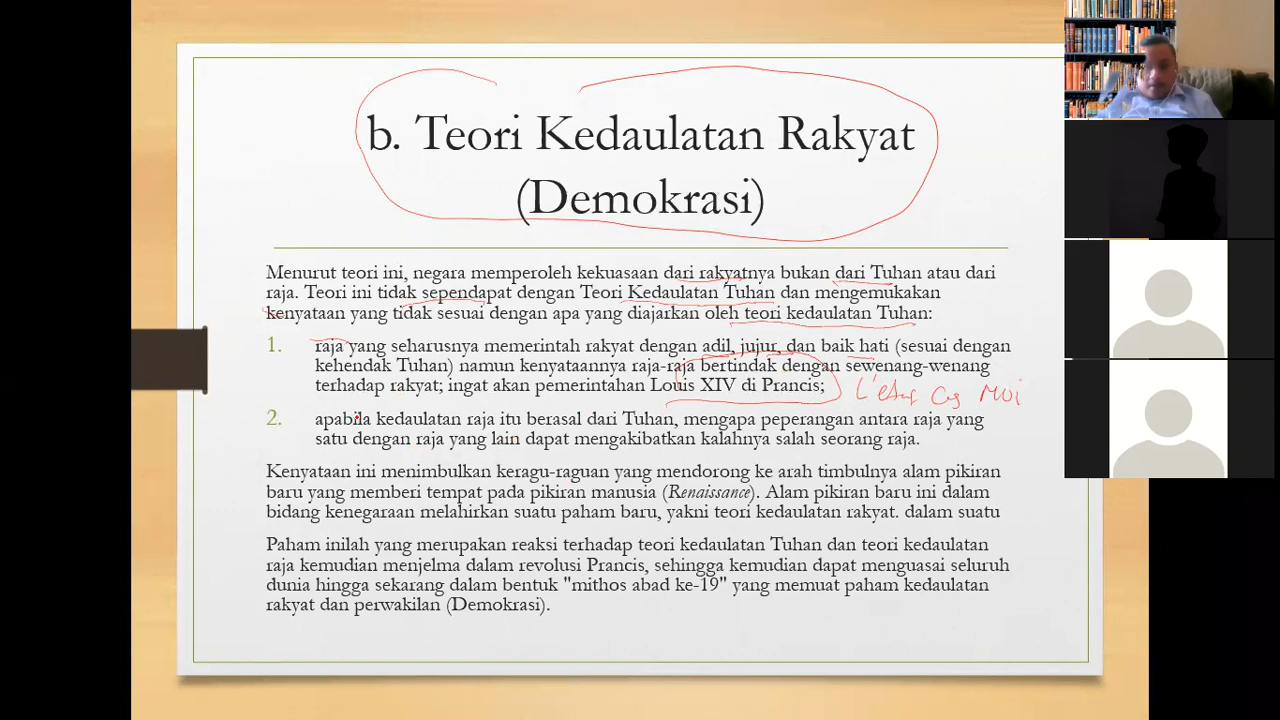 b. Teori Kedaulatan Rakyat
(Demokrasi)
Menurut teori ini, negara memperoleh kekuasaan dari rakyatnya bukan dari Tuhan atau dari
raja. Teori ini tidak sependapat dengan Teori Kedaulatan Tuhan dan mengemukakan
kenyataan yang tidak sesuai dengan apa yang diajarkan oleh teori kedaulatan Tuhan:
1. raja yang seharusnya memerintah rakyat dengan adil, jujur, dan baik hati (sesuai dengan
kehendak Tuhan) namun kenyataannya raja-raja bertindak dengan sewenang-wenang
terhadap rakyat; ingat akan pemerintahan Louis XIV di Prancis;
Moi
2. apabila kedaulatan raja itu berasal dari Tuhan, mengapa peperangan antara raja yang
satu dengan raja yang lain dapat mengakibatkan kalahnya salah seorang raja.
Kenyataan ini menimbulkan keragu-raguan yang mendorong ke arah timbulnya alam pikiran
baru yang memberi tempat pada pikiran manusia (Renaissance). Alam pikiran baru ini dalam
bidang kenegaraan melahirkan suatu paham baru, yakni teori kedaulatan rakyat. dalam suatu
Paham inilah yang merupakan reaksi terhadap teori kedaulatan Tuhan dan teori kedaulatan
raja kemudian menjelma dalam revolusi Prancis, sehingga kemudian dapat menguasai seluruh
dunia hingga sekarang dalam bentuk "mithos abad ke-19" yang memuat paham kedaulatan
rakyat dan perwakilan (Demokrasi).